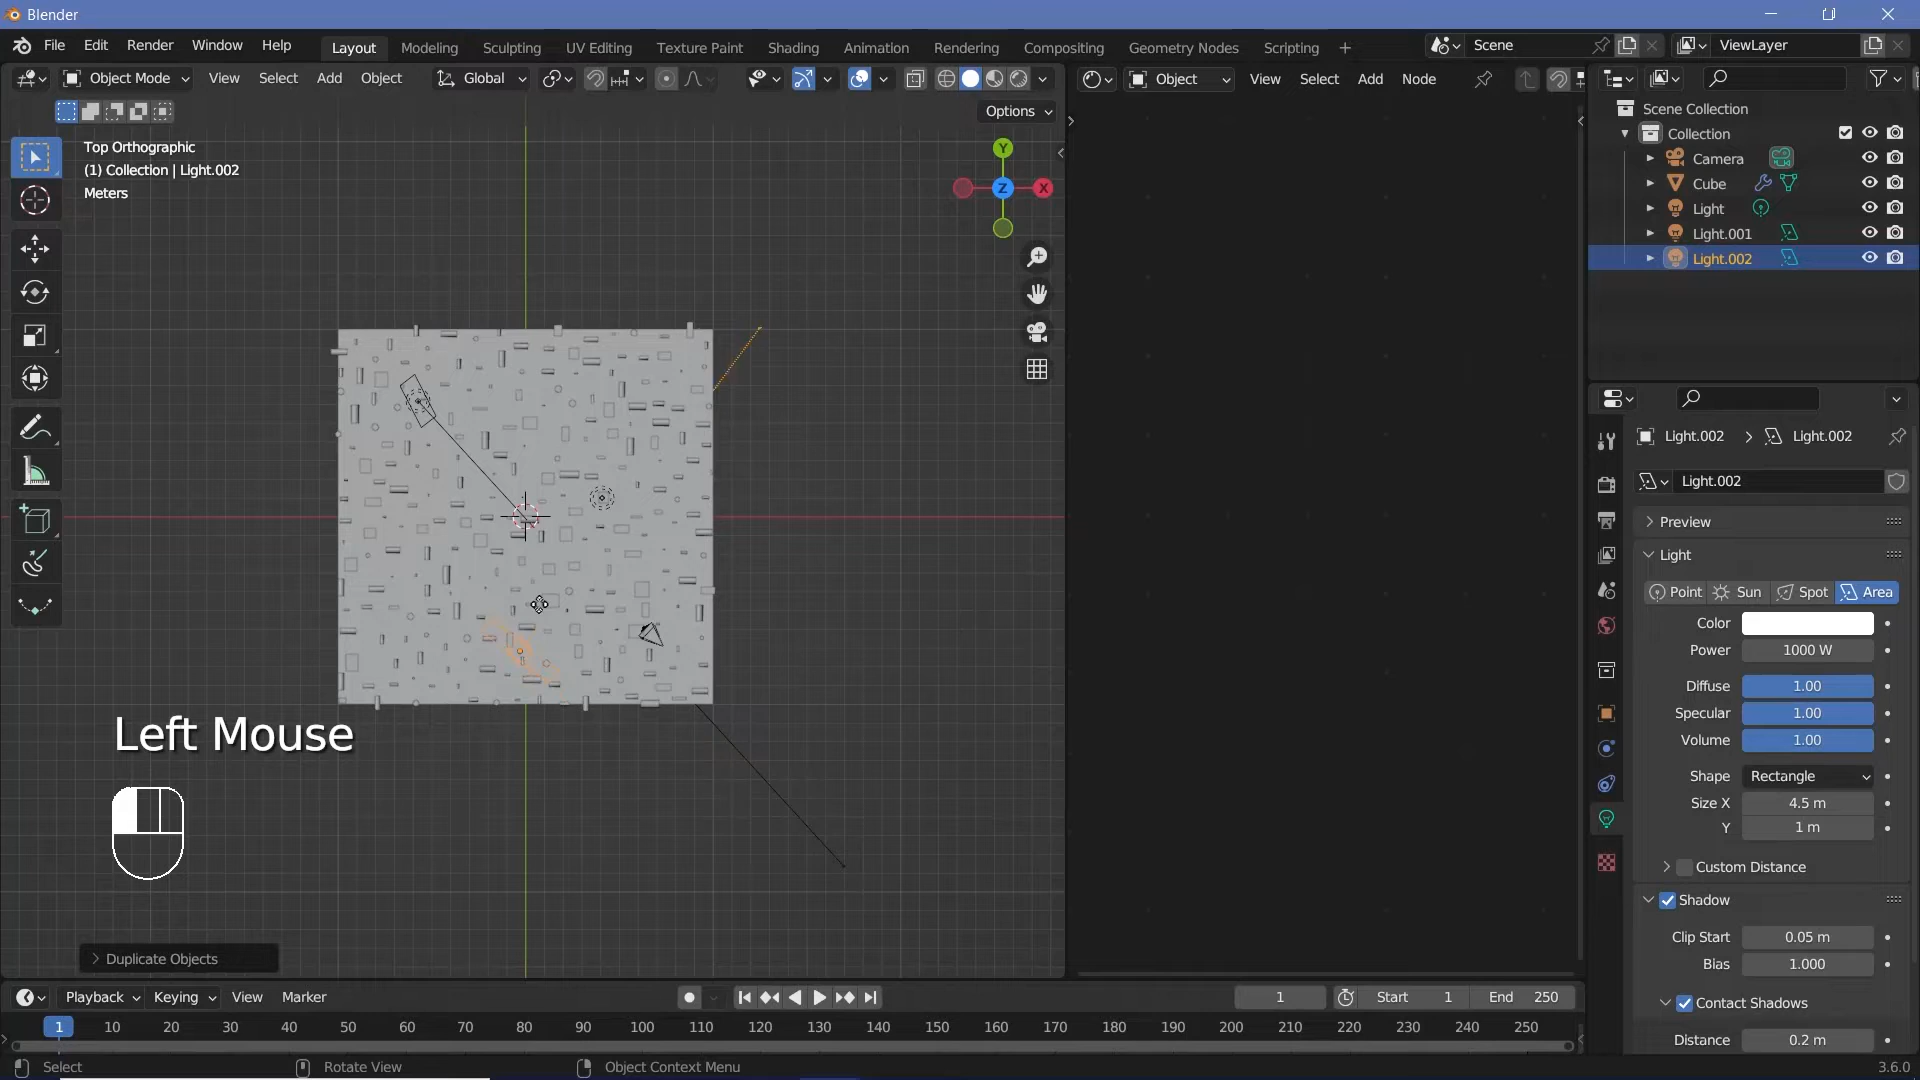 Blender
File Edit Render Window Help Layout Modeling Sculpting UV Editing Texture Paint Shading Animation Rendering Compositing Geometry Nodes Scripting + Scene ViewLayer
Object Mode View Select Add Object Global Object View Select Add Node
Options
Top Orthographic
(1) Collection | Light.002
Meters
Y
Z
X
Scene Collection
Collection
Camera
Cube
Light
Light.001
Light.002
Light.002 > Light.002
Light.002
Preview
Light
Point Sun Spot Area
Color
Power 1000 W
Diffuse 1.00
Specular 1.00
Volume 1.00
Shape Rectangle
Size X 4.5 m
Y 1 m
Custom Distance
Shadow
Clip Start 0.05 m
Bias 1.000
Contact Shadows
Distance 0.2 m
Left Mouse
Duplicate Objects
Playback Keying View Marker 1 Start 1 End 250
1 10 20 30 40 50 60 70 80 90 100 110 120 130 140 150 160 170 180 190 200 210 220 230 240 250
Select Rotate View Object Context Menu 3.6.0